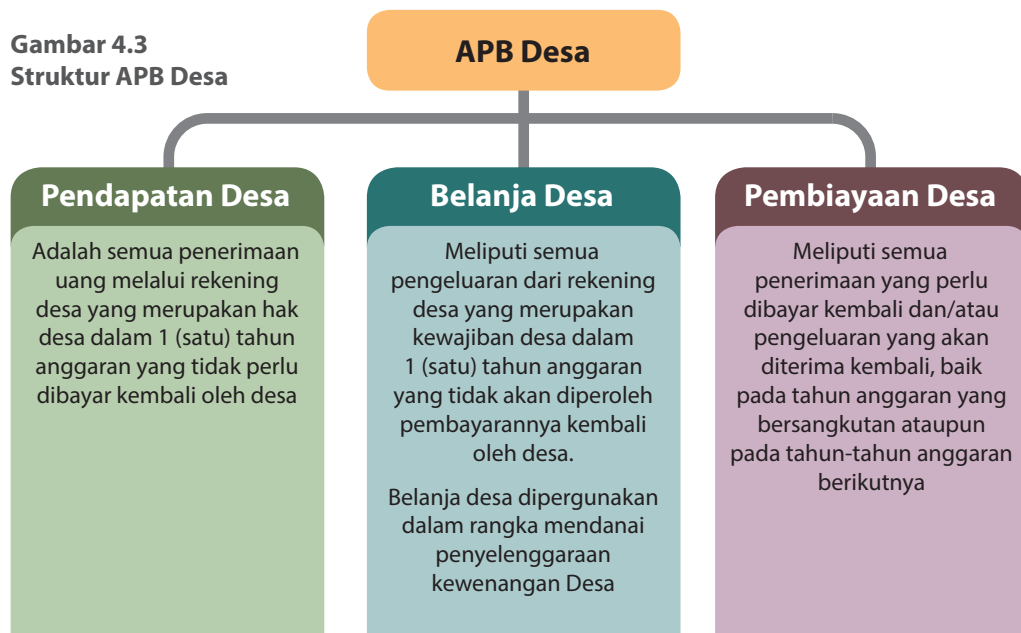 Gambar 4.3
Struktur APB Desa
APB Desa
Pendapatan Desa
Adalah semua penerimaan
uang melalui rekening
desa yang merupakan hak
desa dalam 1 (satu) tahun
anggaran yang tidak perlu
dibayar kembali oleh desa
Belanja Desa
Meliputi semua
pengeluaran dari rekening
desa yang merupakan
kewajiban desa dalam
1 (satu) tahun anggaran
yang tidak akan diperoleh
pembayarannya kembali
oleh desa.
Belanja desa dipergunakan
dalam rangka mendanai
penyelenggaraan
kewenangan Desa
Pembiayaan Desa
Meliputi semua
penerimaan yang perlu
dibayar kembali dan/atau
pengeluaran yang akan
diterima kembali, baik
pada tahun anggaran yang
bersangkutan ataupun
pada tahun-tahun anggaran
berikutnya